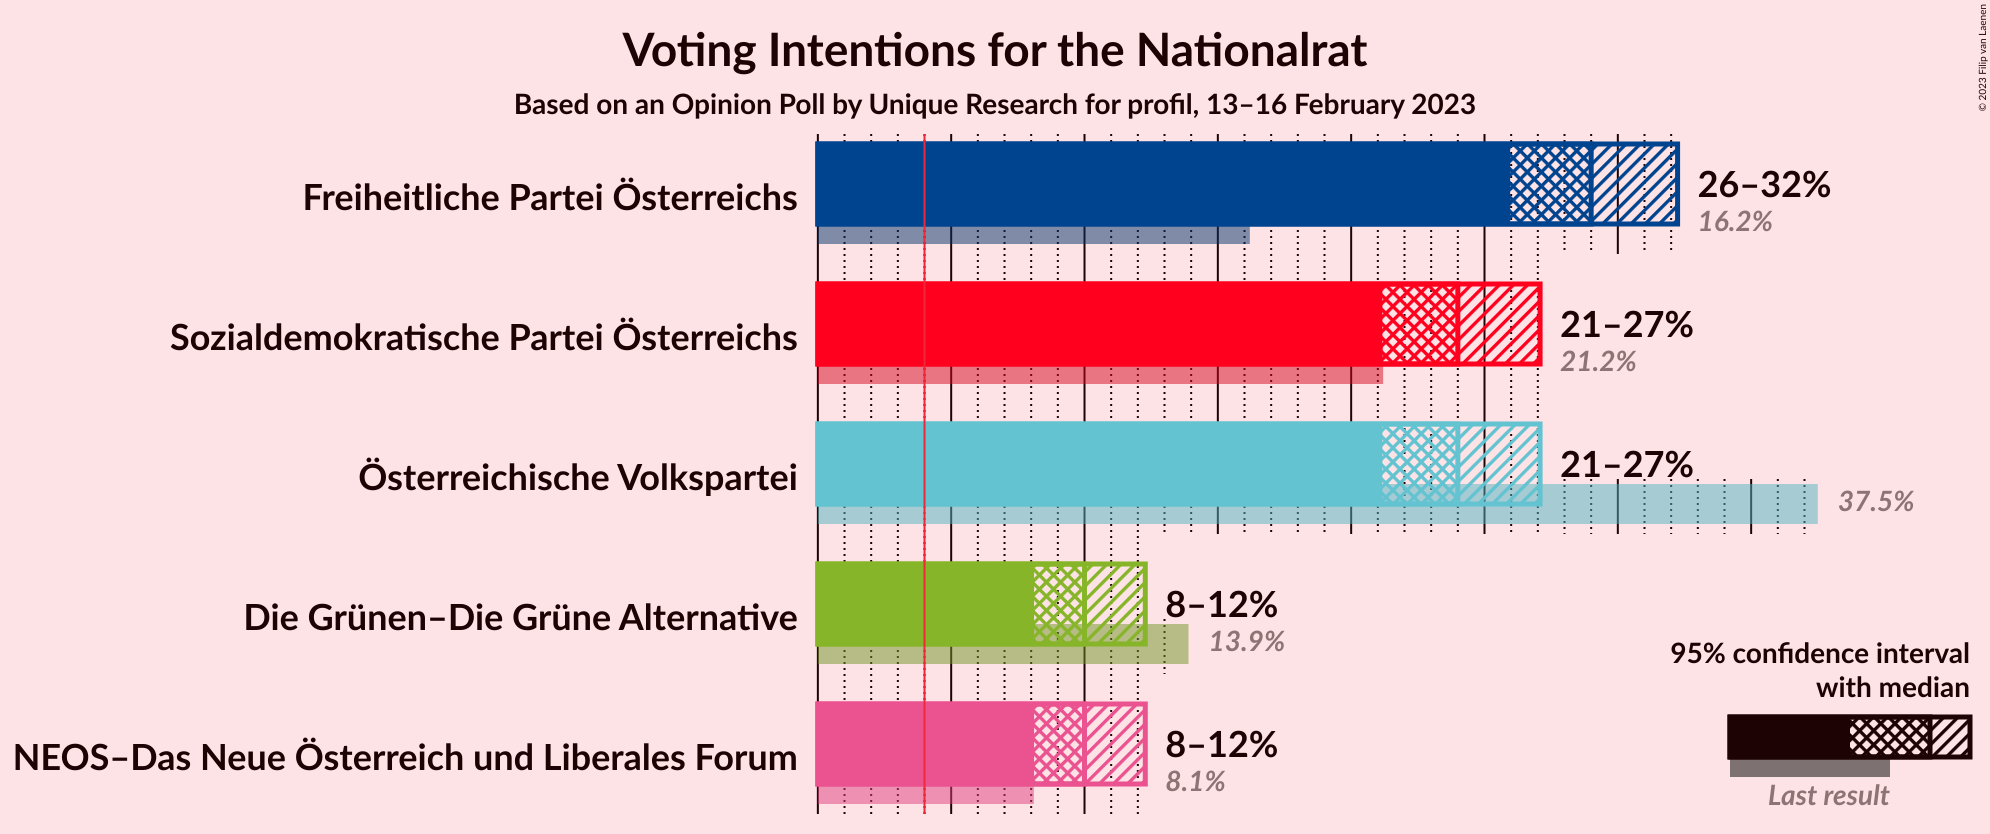 Voting Intentions for the Nationalrat
Based on an Opinion Poll by Unique Research for profil, 13–16 February 2023
© 2023 Filip van Laenen
Freiheitliche Partei Österreichs
26–32%
16.2%
Sozialdemokratische Partei Österreichs
21–27%
21.2%
Österreichische Volkspartei
21–27%
37.5%
Die Grünen–Die Grüne Alternative
8–12%
13.9%
NEOS–Das Neue Österreich und Liberales Forum
8–12%
8.1%
95% confidence interval
with median
Last result